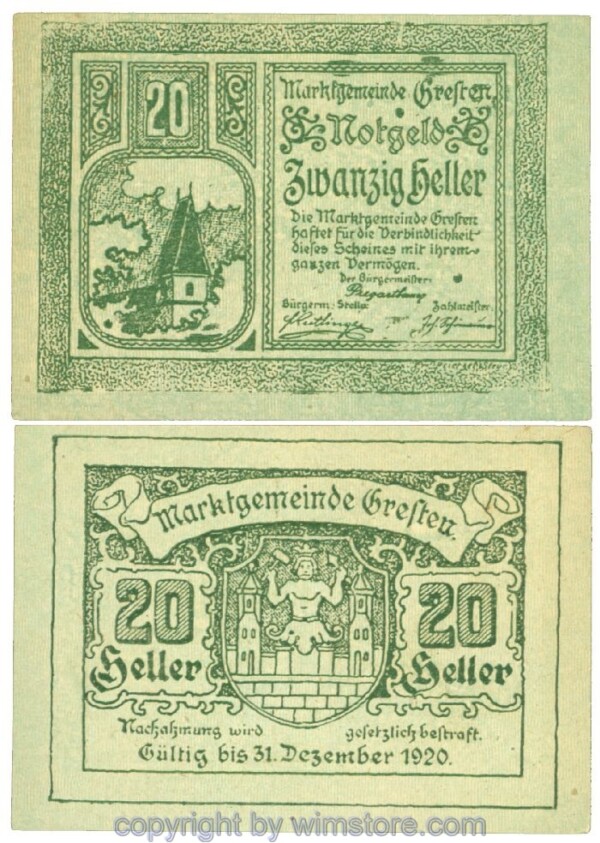 20
Marktgemeinde Gresten.
Notgeld
Zwanzig Heller
Die Marktgemeinde Gresten
haftet für die Verbindlichkeit
dieses Scheines mit ihrem
ganzen Vermögen.
Der Bürgermeister:
Bürgerm: Stellv. Zahlmeister.
Marktgemeinde Gresten.
20 20
Heller Heller
Nachahmung wird gesetzlich bestraft.
Gültig bis 31. Dezember 1920.
copyright by wimstore.com